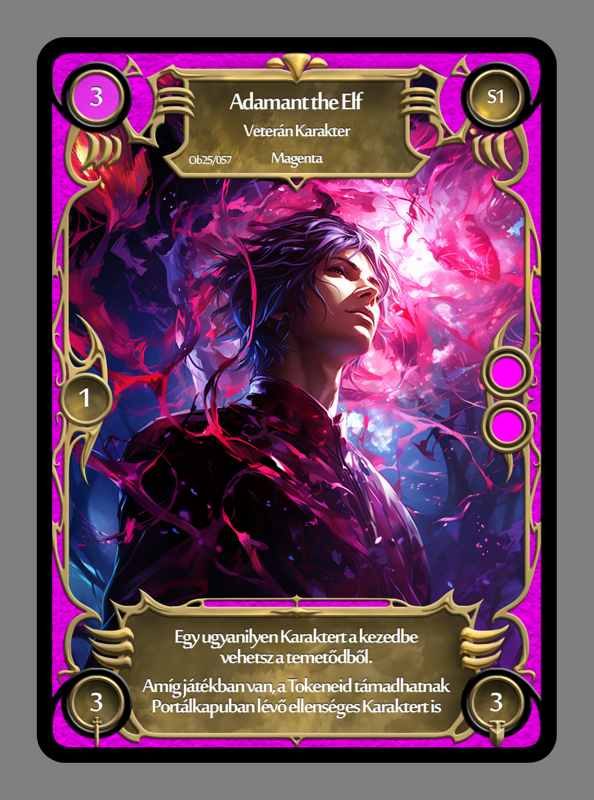 3
Adamant the Elf
S1
Veterán Karakter
Ob25/057 Magenta
1
Egy ugyanilyen Karaktert a kezedbe
vehetsz a temetődből.
Amíg játékban van, a Tokeneid támadhatnak
Portálkapuban lévő ellenséges Karaktert is
3
3